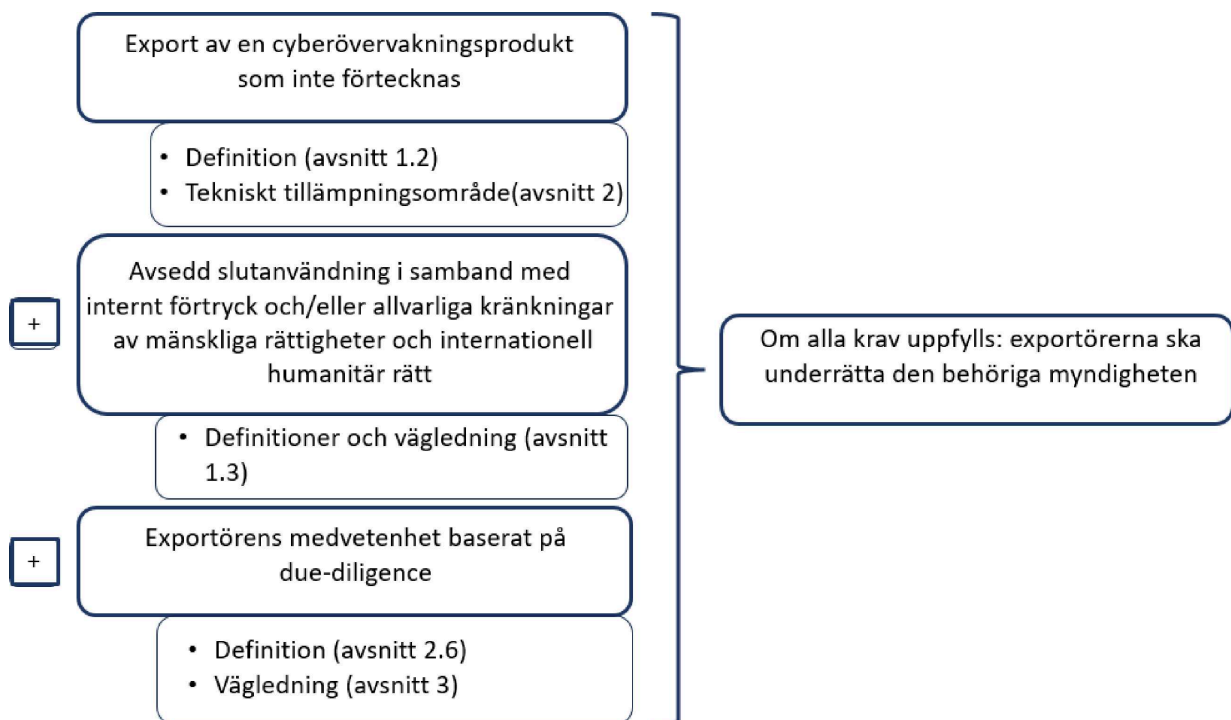 Export av en cyberövervakningsprodukt
som inte förtecknas
• Definition (avsnitt 1.2)
• Tekniskt tillämpningsområde(avsnitt 2)
+
Avsedd slutanvändning i samband med
internt förtryck och/eller allvarliga kränkningar
av mänskliga rättigheter och internationell
humanitär rätt
• Definitioner och vägledning (avsnitt
1.3)
+
Exportörens medvetenhet baserat på
due-diligence
• Definition (avsnitt 2.6)
• Vägledning (avsnitt 3)
Om alla krav uppfylls: exportörerna ska
underrätta den behöriga myndigheten